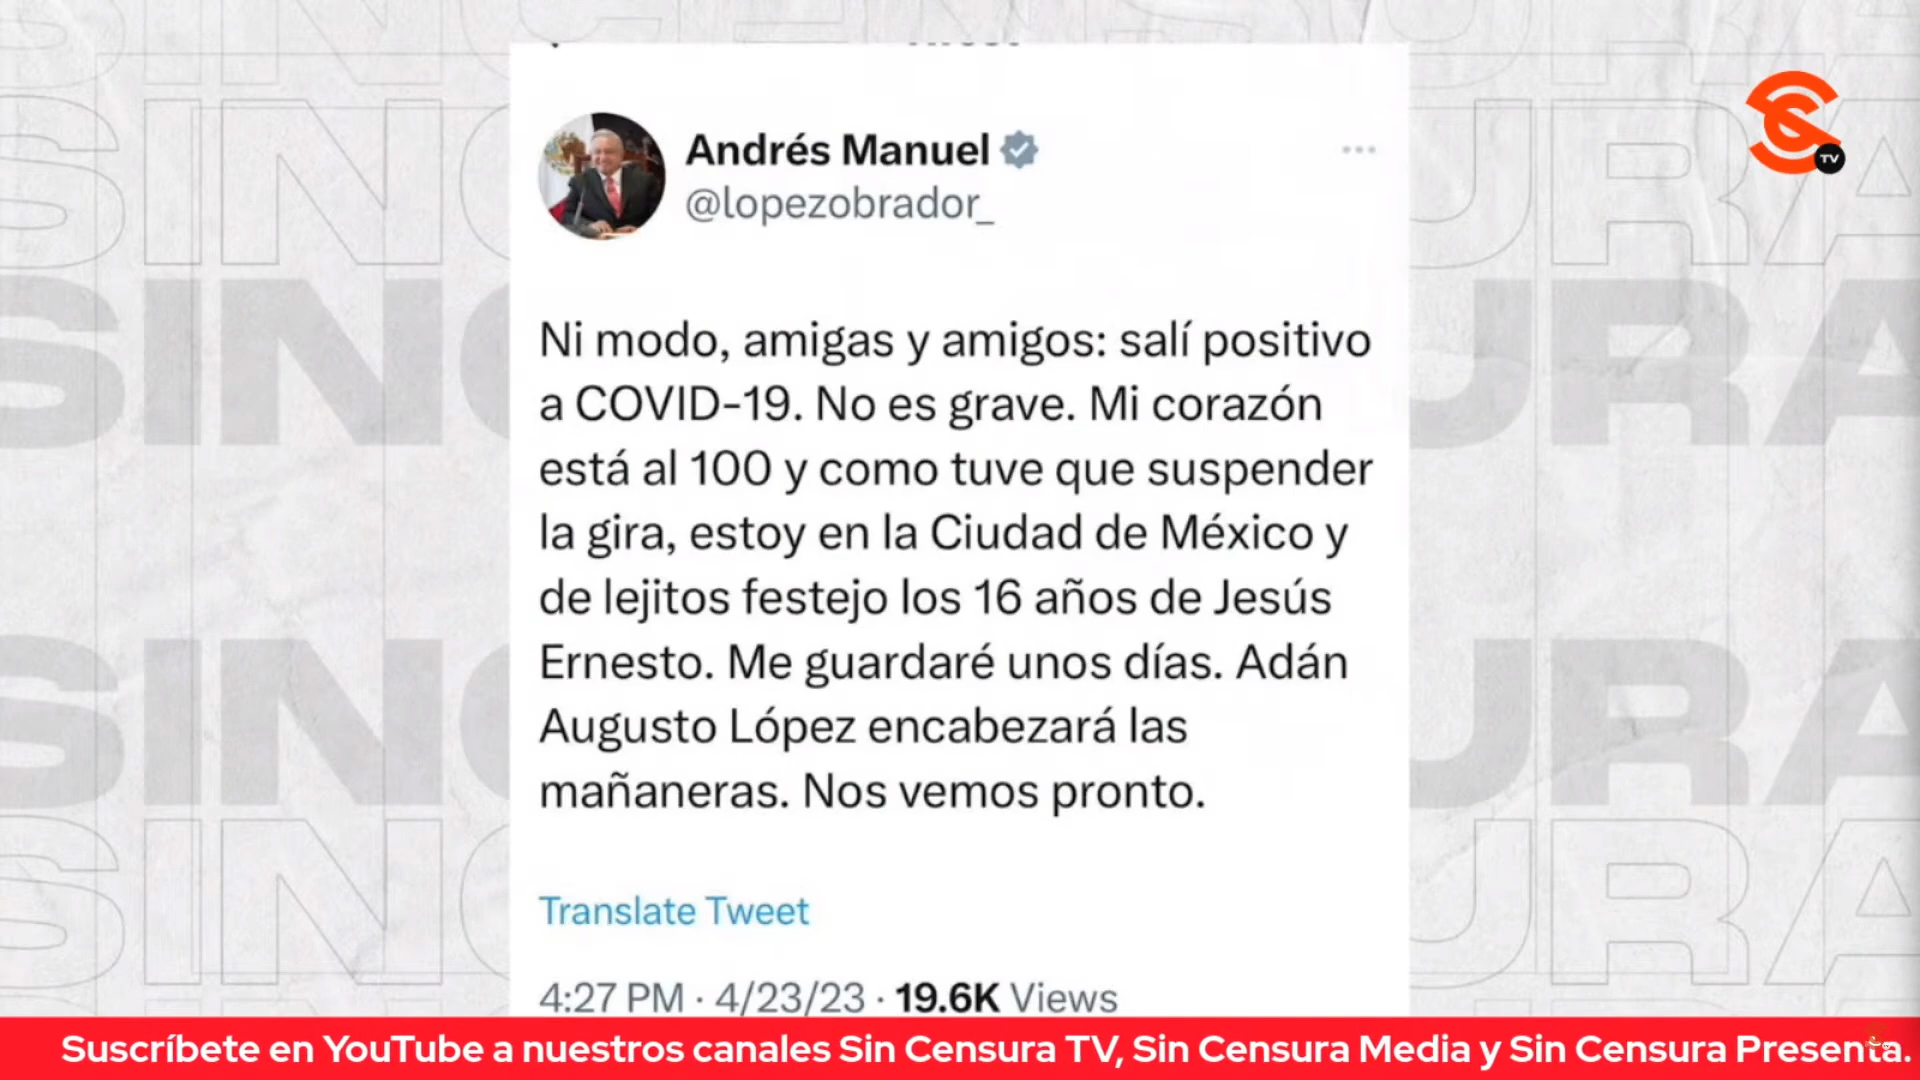 Andrés Manuel
@lopezobrador_
TV
Ni modo, amigas y amigos: salí positivo
a COVID-19. No es grave. Mi corazón
está al 100 y como tuve que suspender
la gira, estoy en la Ciudad de México y
de lejitos festejo los 16 años de Jesús
Ernesto. Me guardaré unos días. Adán
Augusto López encabezará las
mañaneras. Nos vemos pronto.
Translate Tweet
4:27 PM · 4/23/23 · 19.6K Views
Suscríbete en YouTube a nuestros canales Sin Censura TV, Sin Censura Media y Sin Censura Presenta.